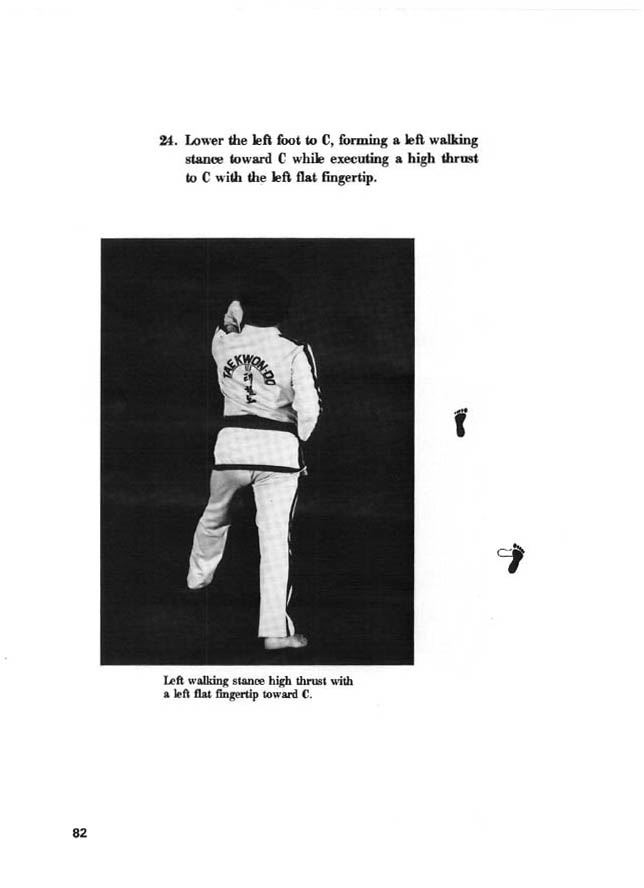 24. Lower the left foot to C, forming a left walking
stance toward C while executing a high thrust
to C with the left flat fingertip.
TAEKWON-DO
Left walking stance high thrust with
a left flat fingertip toward C.
82